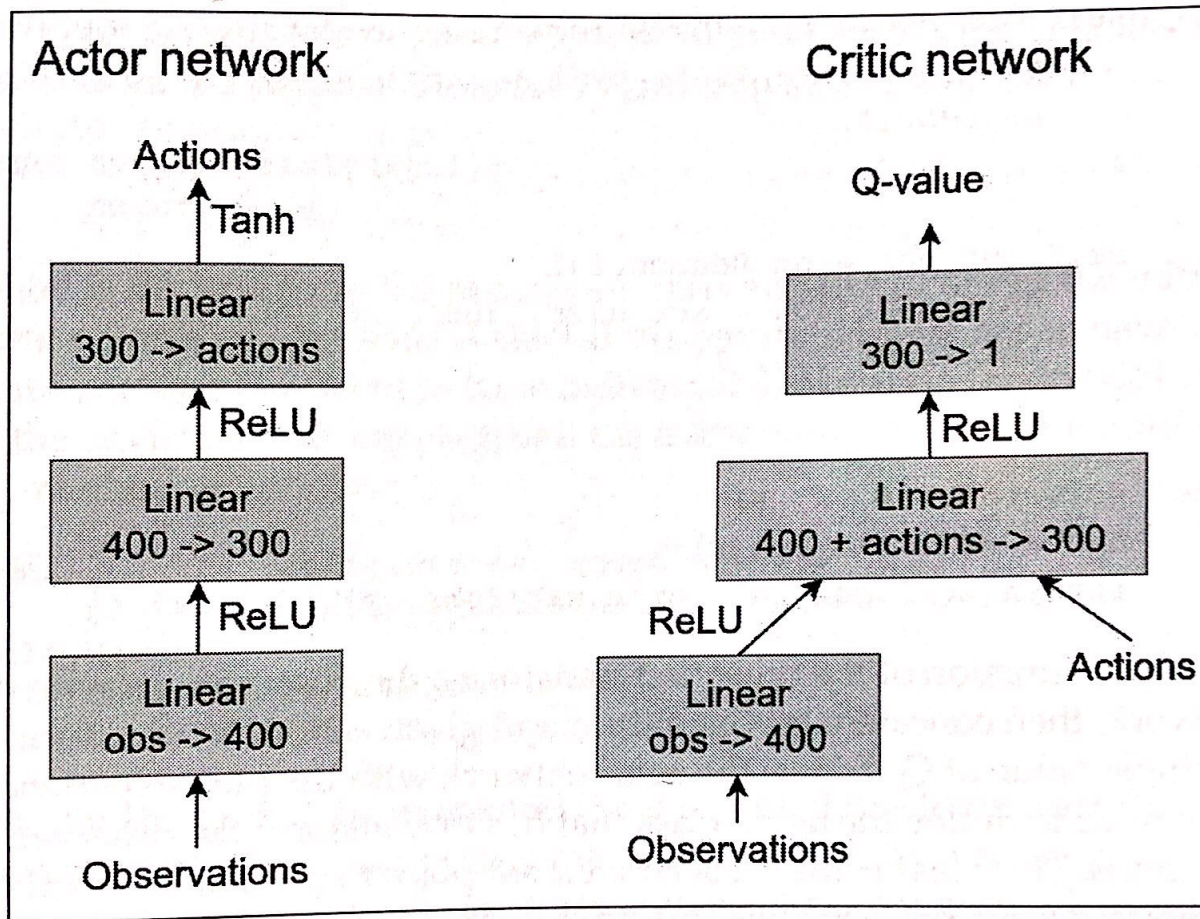 Actor network
Actions
Tanh
Linear
300 -> actions
ReLU
Linear
400 -> 300
ReLU
Linear
obs -> 400
Observations
Critic network
Q-value
Linear
300 -> 1
ReLU
Linear
400 + actions -> 300
ReLU
Actions
Linear
obs -> 400
Observations